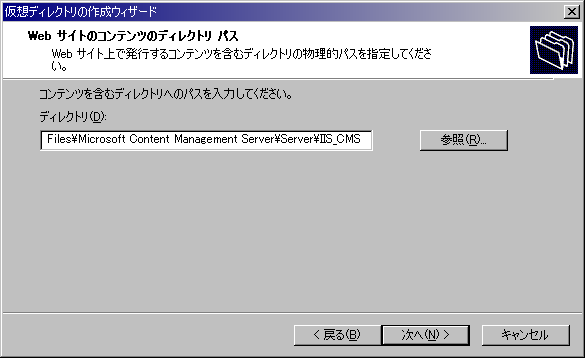 仮想ディレクトリの作成ウィザード
Web サイトのコンテンツのディレクトリ パス
Web サイト上で発行するコンテンツを含むディレクトリの物理的パスを指定してくださ
い。
コンテンツを含むディレクトリへのパスを入力してください。
ディレクトリ(D):
Files¥Microsoft Content Management Server¥Server¥IIS_CMS
参照(R)...
< 戻る(B)
次へ(N) >
キャンセル